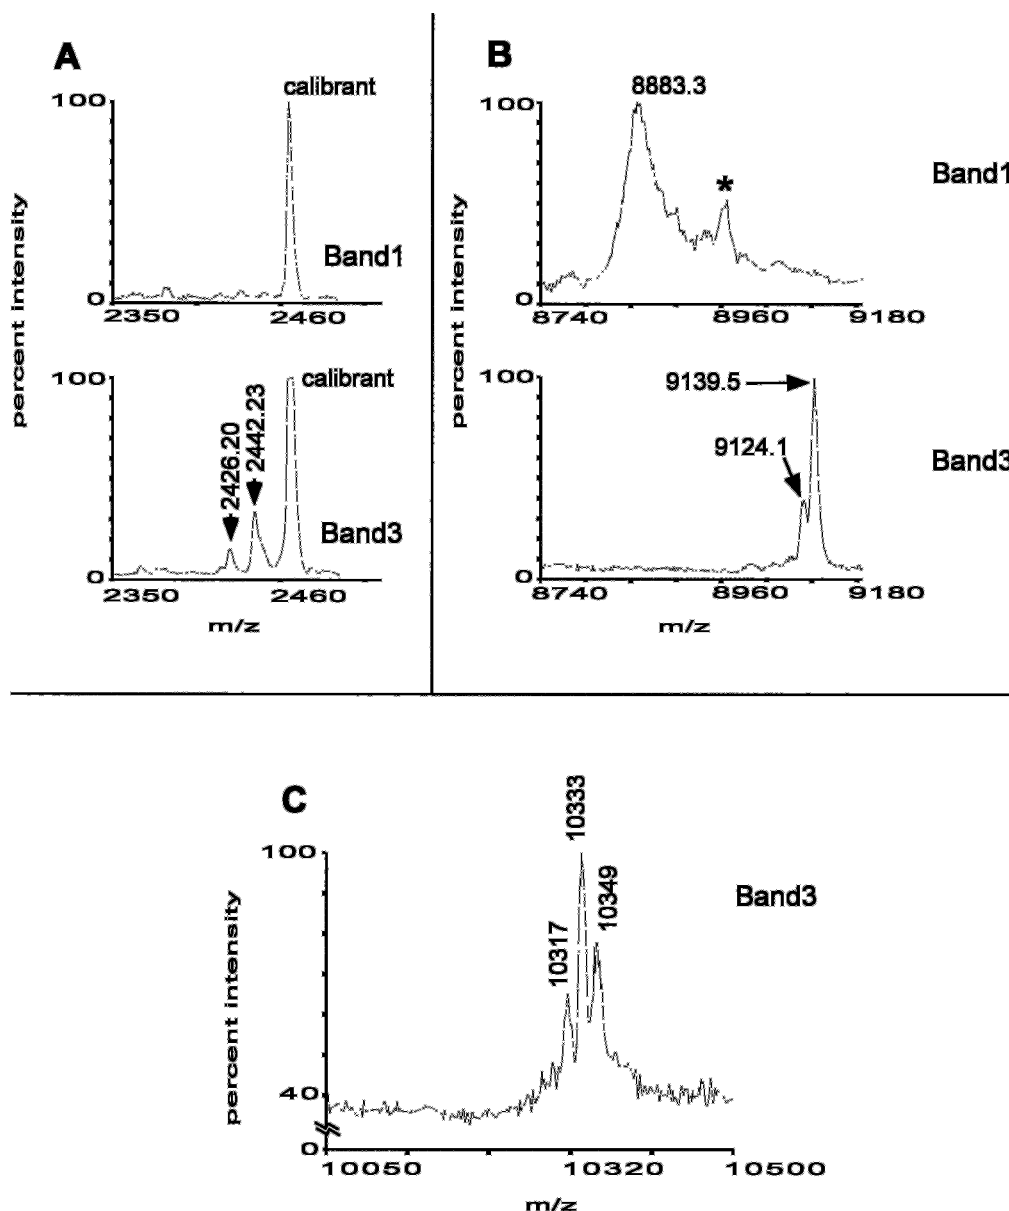 A
calibrant
100
percent intensity
Band1
0
2350
2460
100
calibrant
2426.20
2442.23
Band3
0
2350
2460
m/z
B
8883.3
100
*
Band1
percent intensity
0
8740
8960
9180
100
9139.5
9124.1
Band3
0
8740
8960
9180
m/z
C
10333
100
10349
10317
Band3
percent intensity
40
0
10050
10320
10500
m/z